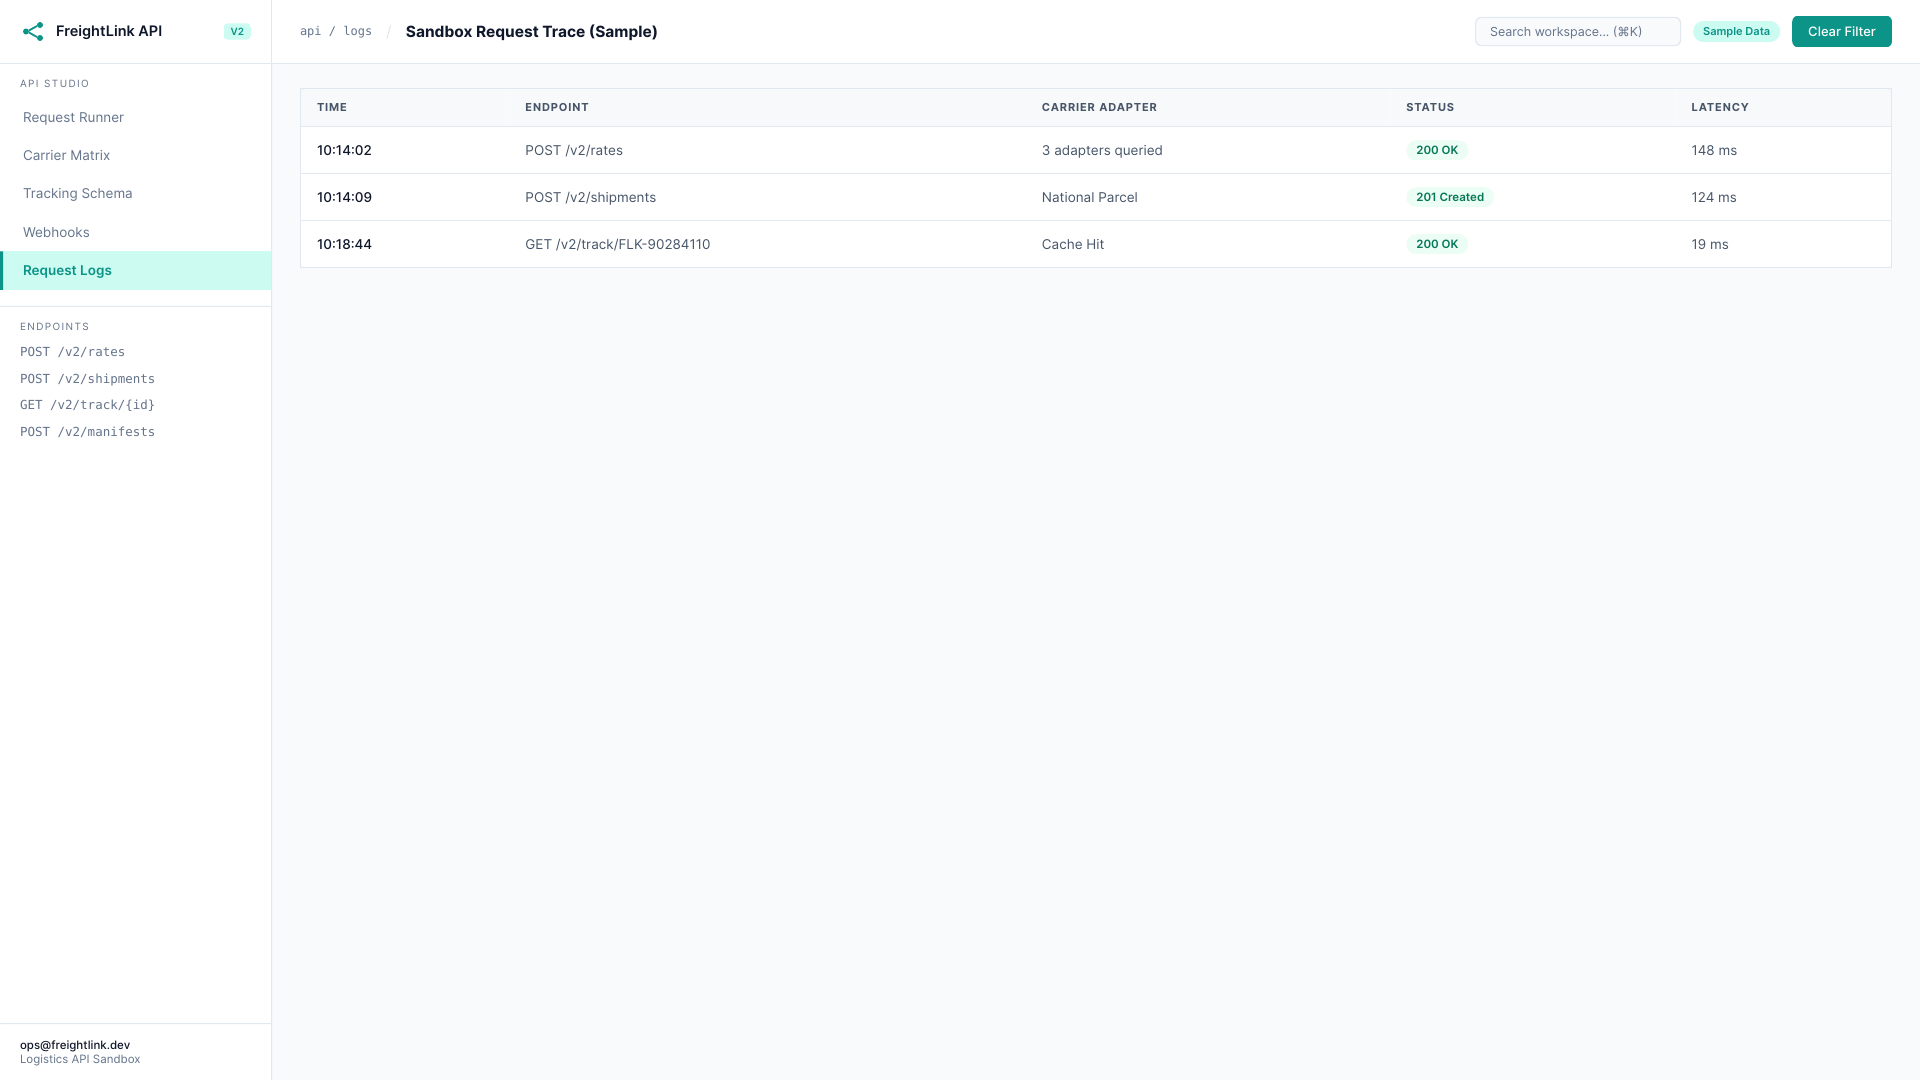 FreightLink API V2
API STUDIO
Request Runner
Carrier Matrix
Tracking Schema
Webhooks
Request Logs
ENDPOINTS
POST /v2/rates
POST /v2/shipments
GET /v2/track/{id}
POST /v2/manifests
ops@freightlink.dev
Logistics API Sandbox
api / logs / Sandbox Request Trace (Sample) Search workspace... (⌘K) Sample Data Clear Filter
TIME ENDPOINT CARRIER ADAPTER STATUS LATENCY
10:14:02 POST /v2/rates 3 adapters queried 200 OK 148 ms
10:14:09 POST /v2/shipments National Parcel 201 Created 124 ms
10:18:44 GET /v2/track/FLK-90284110 Cache Hit 200 OK 19 ms